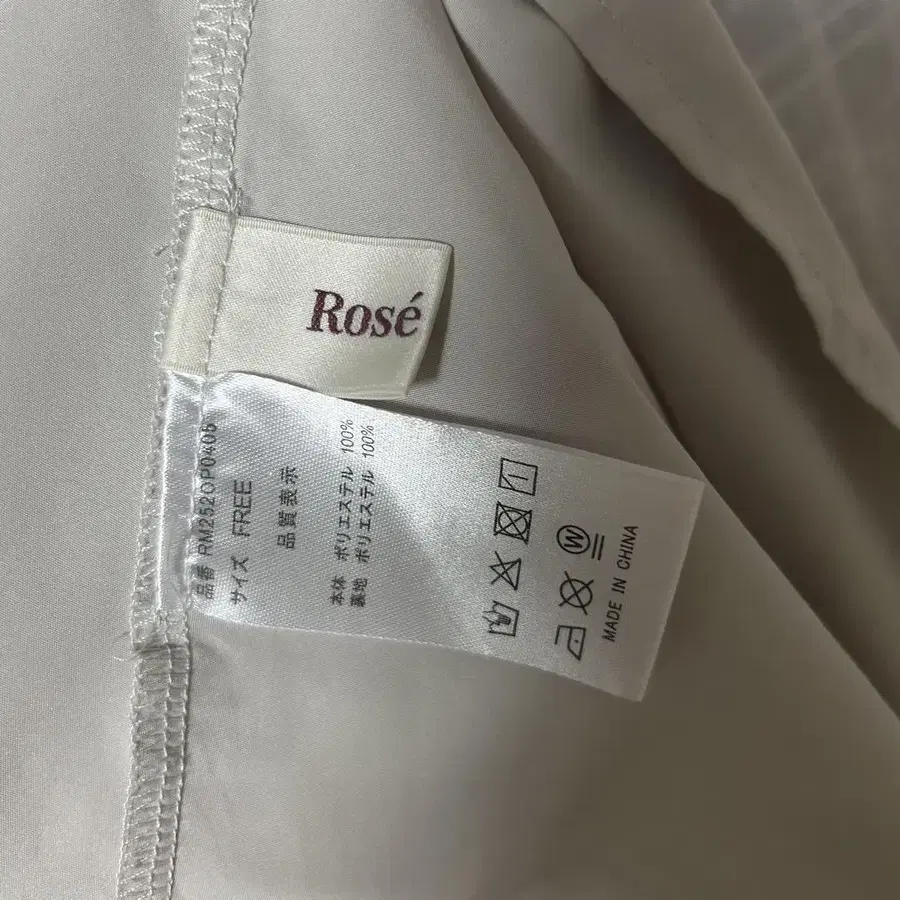 Rosé
品番 RM252OP0406
サイズ FREE
品質表示
本体 ポリエステル 100%
裏地 ポリエステル 100%
W
MADE IN CHINA